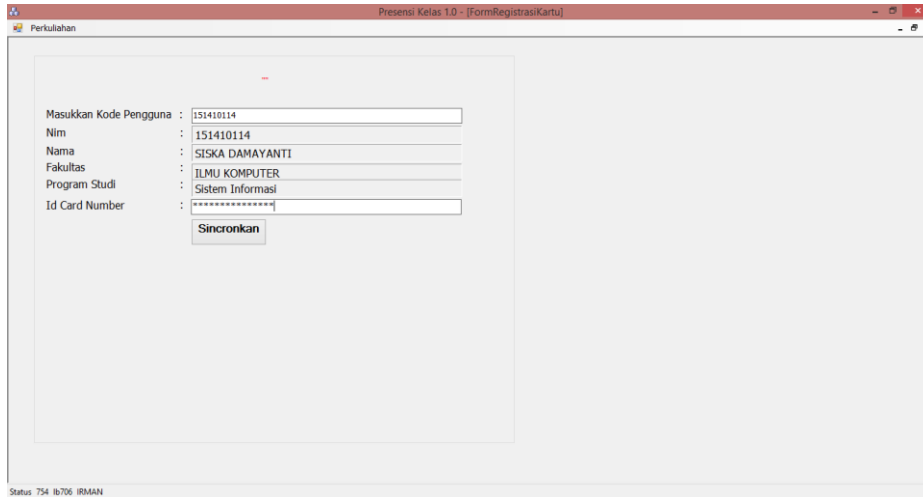 Presensi Kelas 1.0 - [FormRegistrasiKartu]
Perkuliahan
---
Masukkan Kode Pengguna : 151410114
Nim : 151410114
Nama : SISKA DAMAYANTI
Fakultas : ILMU KOMPUTER
Program Studi : Sistem Informasi
Id Card Number : ***************
Sincronkan
Status 754 lb706 IRMAN